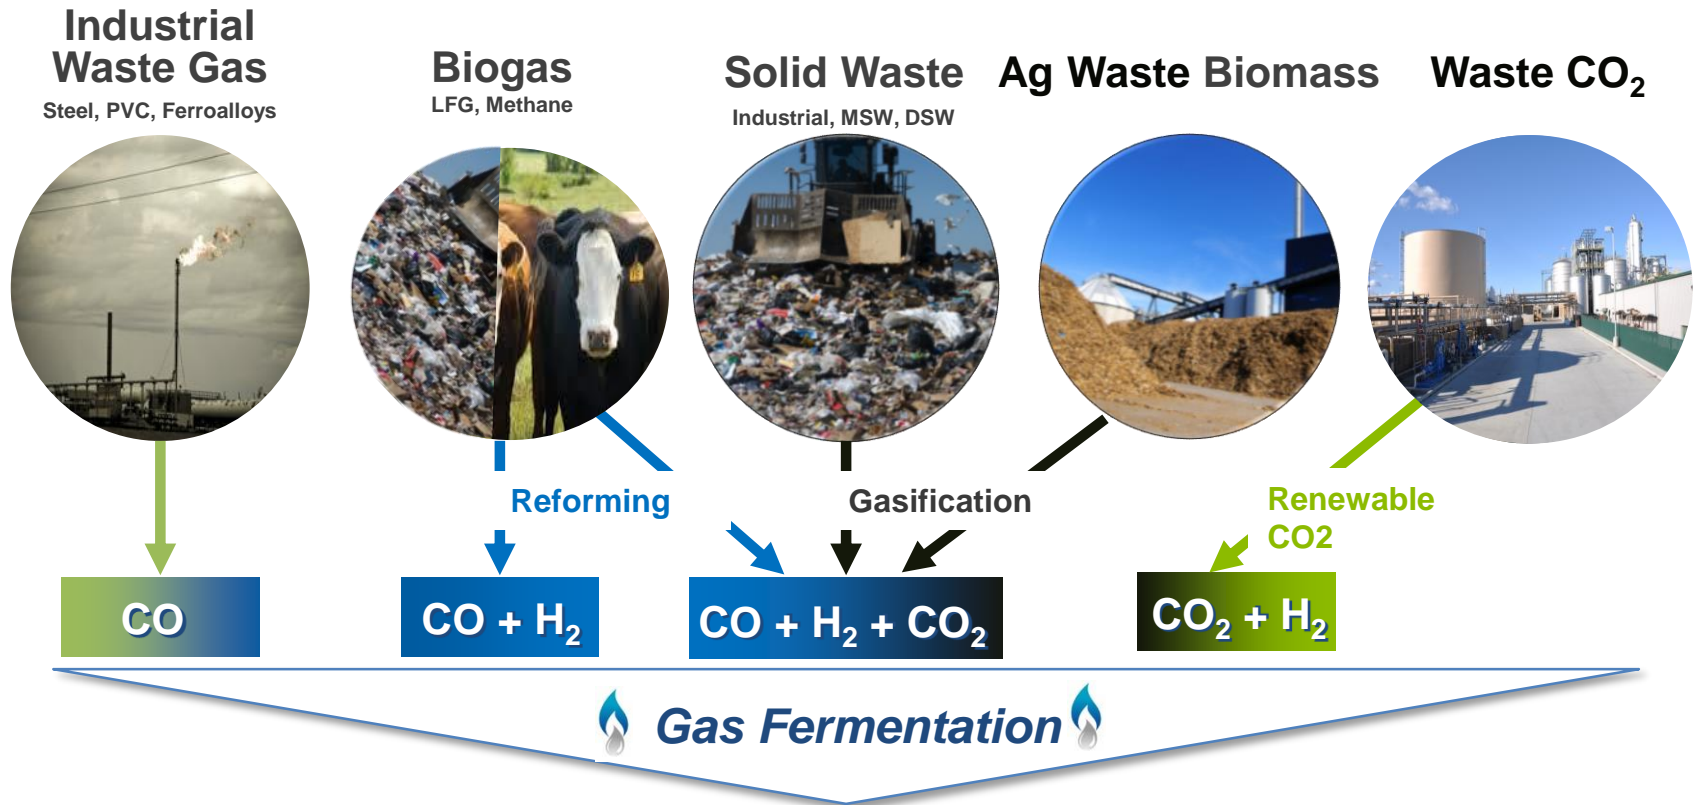 Industrial
Waste Gas
Steel, PVC, Ferroalloys
Biogas
LFG, Methane
Solid Waste
Industrial, MSW, DSW
Ag Waste Biomass
Waste CO₂
Reforming
Gasification
Renewable
CO2
CO
CO + H₂
CO + H₂ + CO₂
CO₂ + H₂
Gas Fermentation